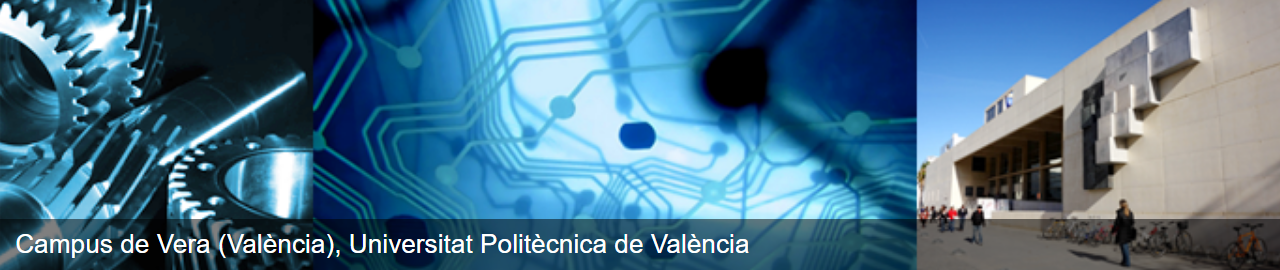 Campus de Vera (València), Universitat Politècnica de València